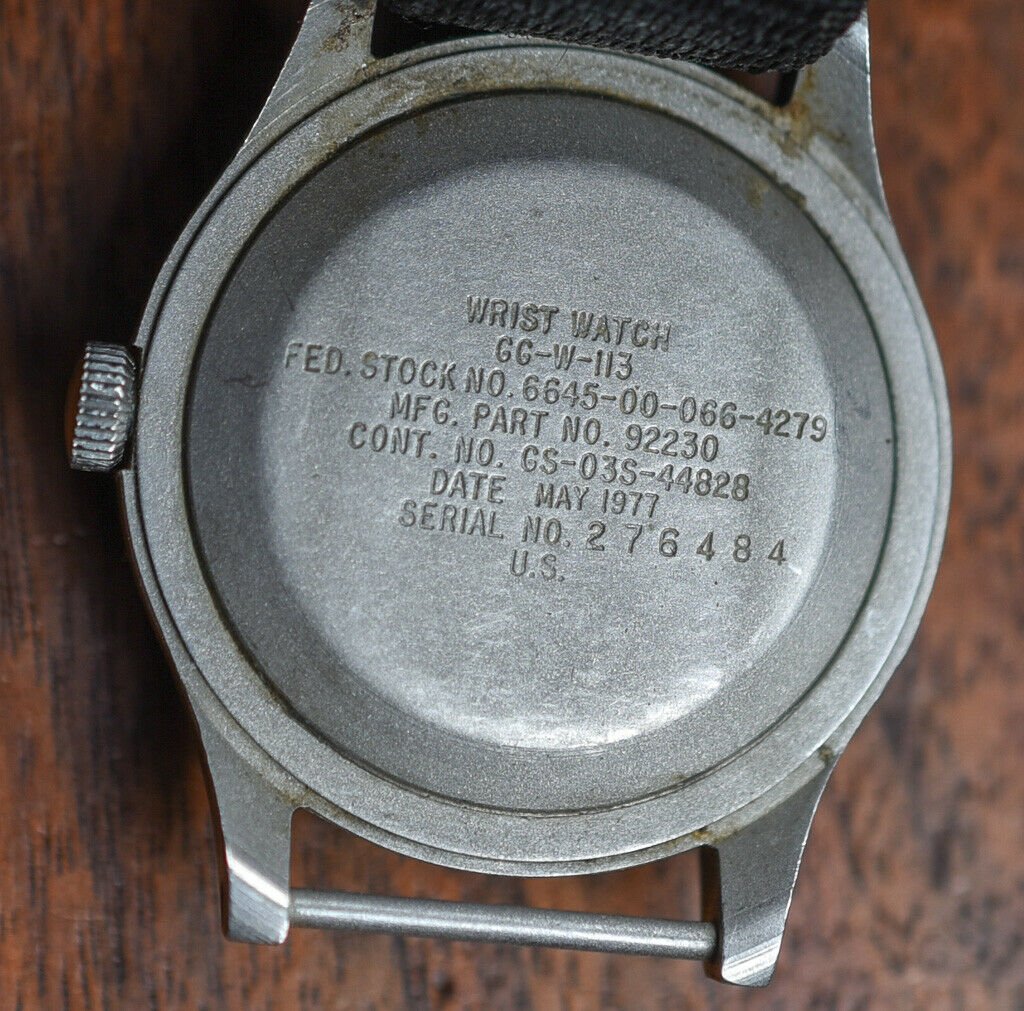 WRIST WATCH
GG-W-113
FED. STOCK NO. 6645-00-066-4279
MFG. PART NO. 92230
CONT. NO. GS-03S-44828
DATE MAY 1977
SERIAL NO. 276484
U.S.